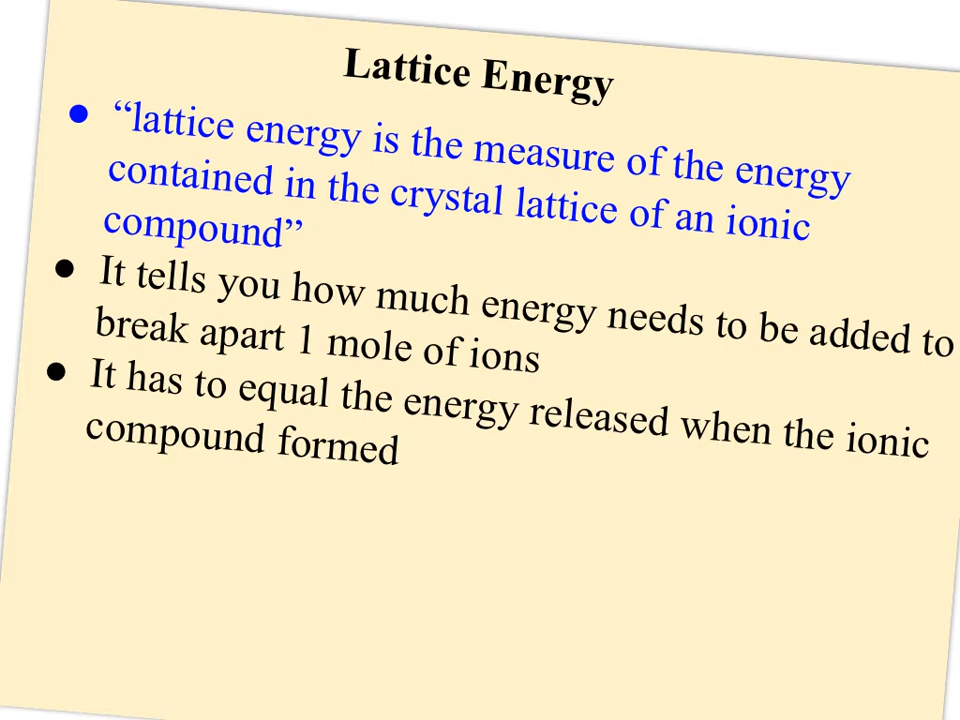 Lattice Energy
● “lattice energy is the measure of the energy
contained in the crystal lattice of an ionic
compound”
● It tells you how much energy needs to be added to
break apart 1 mole of ions
● It has to equal the energy released when the ionic
compound formed